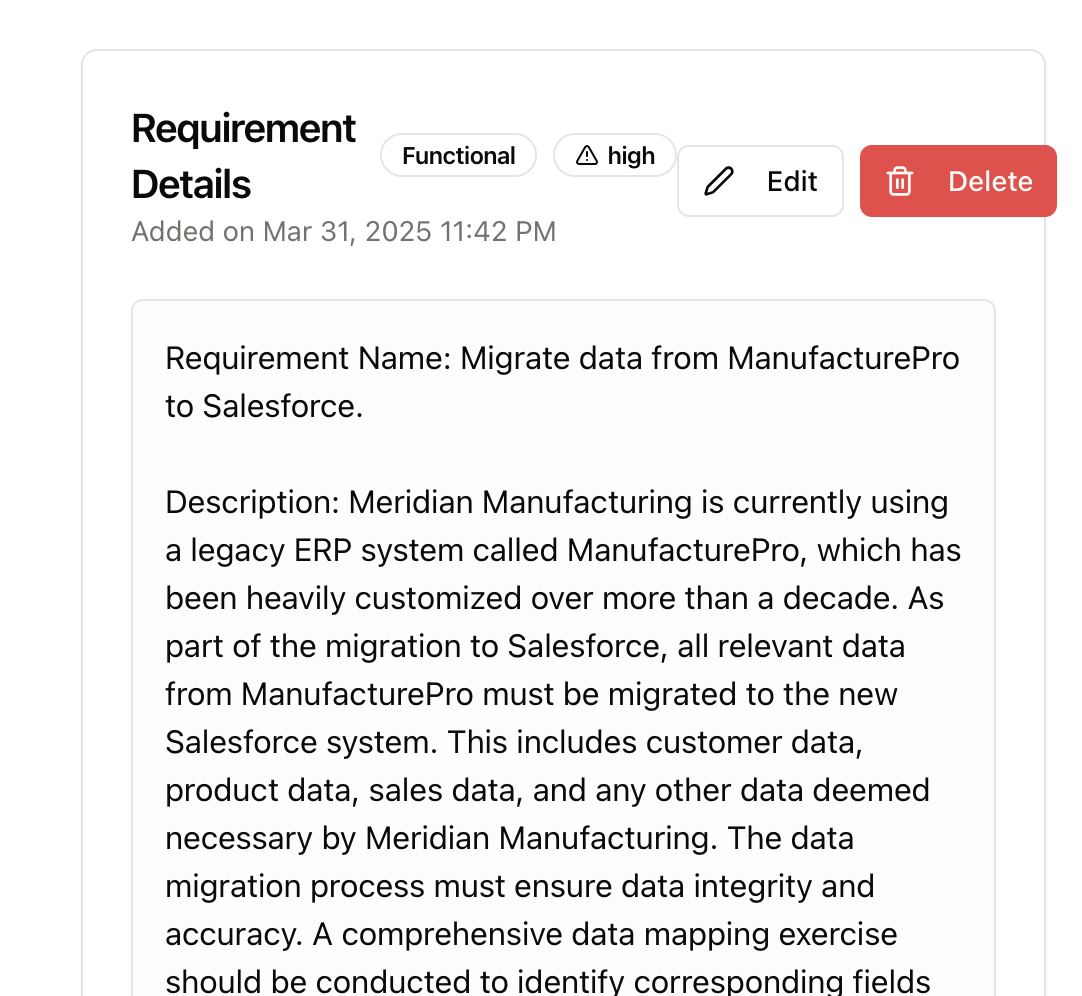 Requirement
Details
Functional
high
Edit
Delete
Added on Mar 31, 2025 11:42 PM
Requirement Name: Migrate data from ManufacturePro
to Salesforce.
Description: Meridian Manufacturing is currently using
a legacy ERP system called ManufacturePro, which has
been heavily customized over more than a decade. As
part of the migration to Salesforce, all relevant data
from ManufacturePro must be migrated to the new
Salesforce system. This includes customer data,
product data, sales data, and any other data deemed
necessary by Meridian Manufacturing. The data
migration process must ensure data integrity and
accuracy. A comprehensive data mapping exercise
should be conducted to identify corresponding fields